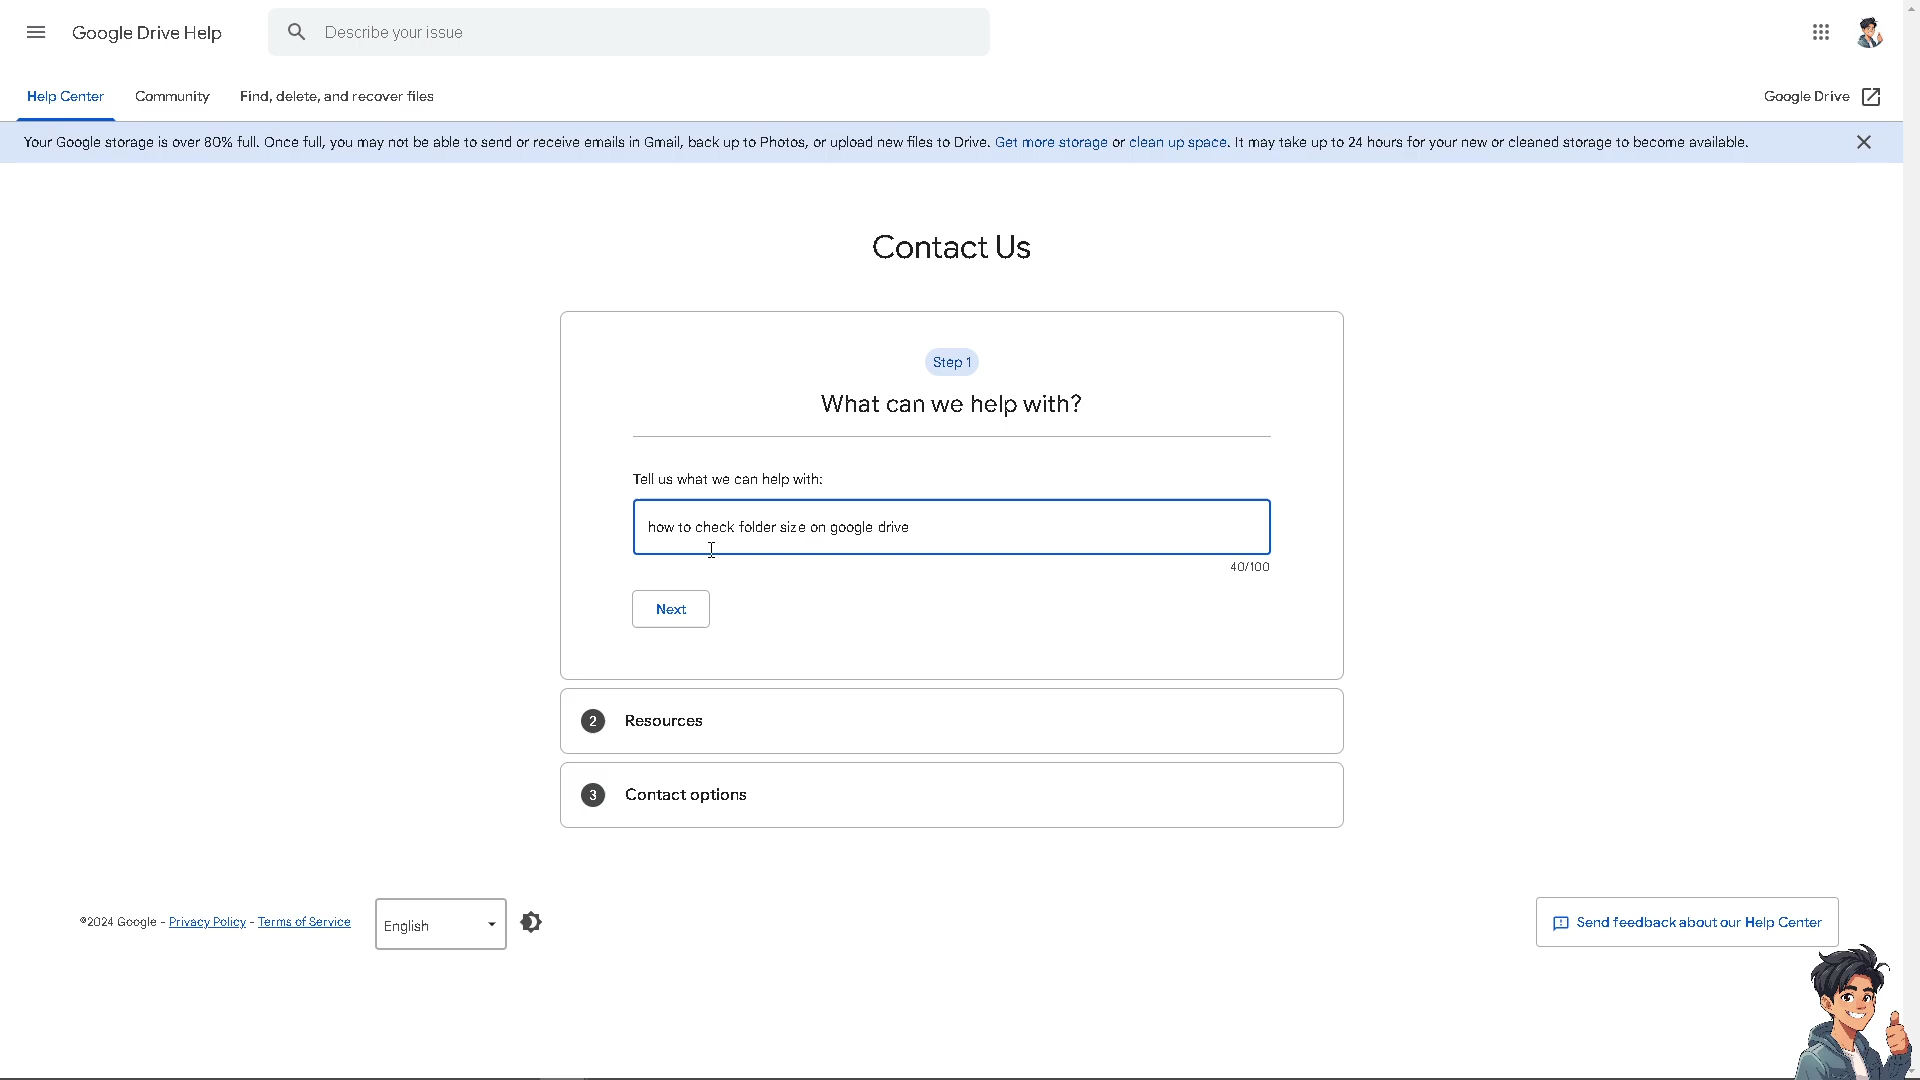 Google Drive Help
Describe your issue
Help Center
Community
Find, delete, and recover files
Google Drive
Your Google storage is over 80% full. Once full, you may not be able to send or receive emails in Gmail, back up to Photos, or upload new files to Drive. Get more storage or clean up space. It may take up to 24 hours for your new or cleaned storage to become available.
Contact Us
Step 1
What can we help with?
Tell us what we can help with:
how to check folder size on google drive
40/100
Next
2 Resources
3 Contact options
©2024 Google - Privacy Policy - Terms of Service
English
Send feedback about our Help Center